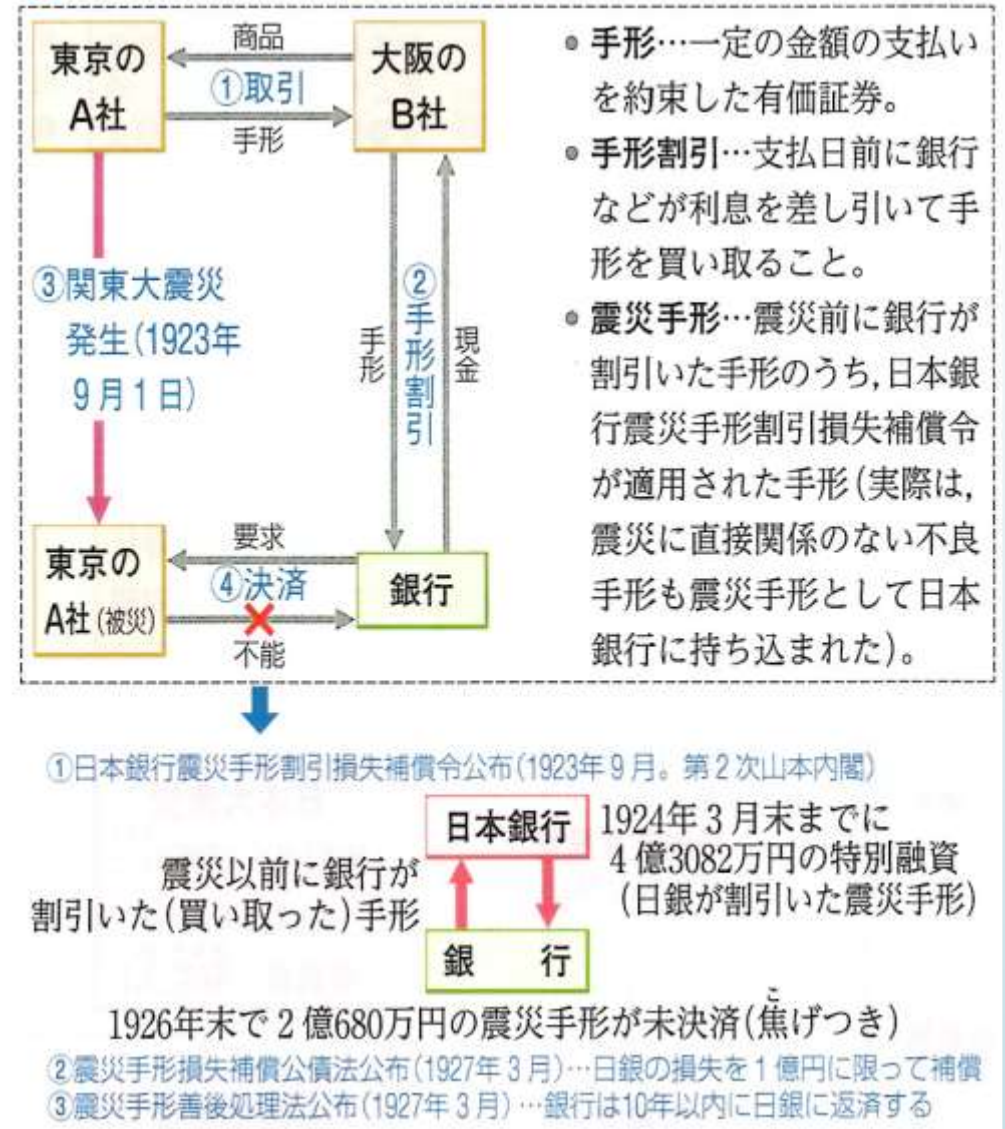 東京の
A社
商品
①取引
手形
大阪の
B社
③関東大震災
発生(1923年
9月1日)
手形
②手形割引
現金
東京の
A社(被災)
要求
④決済
不能
銀行
●手形…一定の金額の支払い
を約束した有価証券。
●手形割引…支払日前に銀行
などが利息を差し引いて手
形を買い取ること。
●震災手形…震災前に銀行が
割引いた手形のうち,日本銀
行震災手形割引損失補償令
が適用された手形(実際は,
震災に直接関係のない不良
手形も震災手形として日本
銀行に持ち込まれた)。
①日本銀行震災手形割引損失補償令公布(1923年9月。第2次山本内閣)
日本銀行
震災以前に銀行が
割引いた(買い取った)手形
1924年3月末までに
4億3082万円の特別融資
(日銀が割引いた震災手形)
銀 行
こ
1926年末で2億680万円の震災手形が未決済(焦げつき)
②震災手形損失補償公債法公布(1927年3月)…日銀の損失を1億円に限って補償
③震災手形善後処理法公布(1927年3月)…銀行は10年以内に日銀に返済する